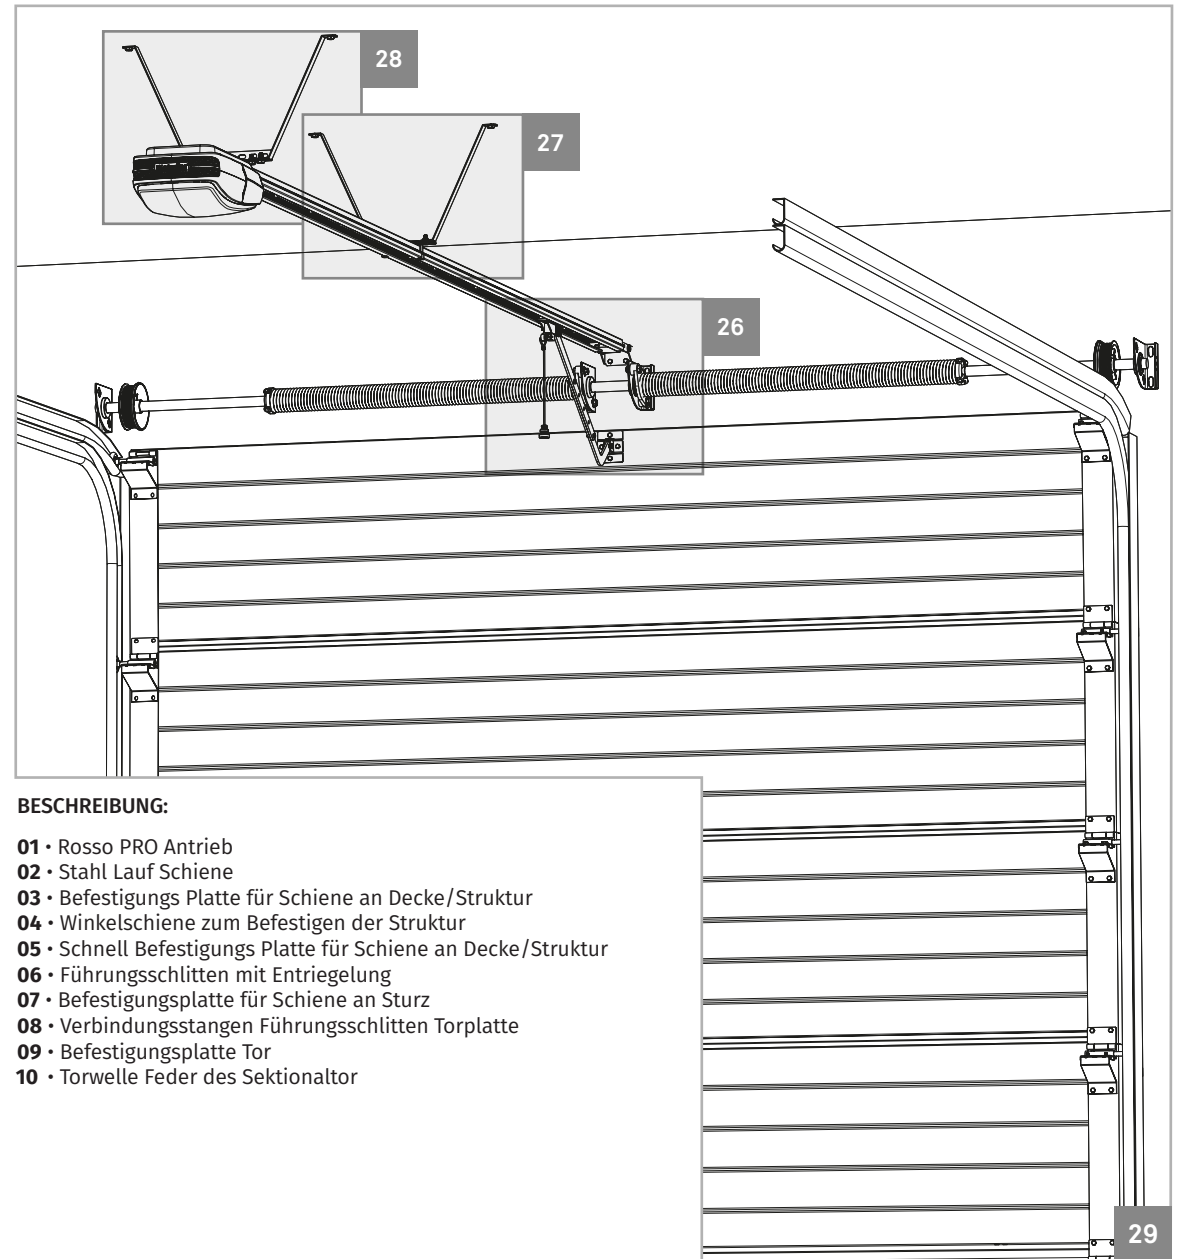 28
27
26
BESCHREIBUNG:
01 • Rosso PRO Antrieb
02 • Stahl Lauf Schiene
03 • Befestigungs Platte für Schiene an Decke/Struktur
04 • Winkelschiene zum Befestigen der Struktur
05 • Schnell Befestigungs Platte für Schiene an Decke/Struktur
06 • Führungsschlitten mit Entriegelung
07 • Befestigungsplatte für Schiene an Sturz
08 • Verbindungsstangen Führungsschlitten Torplatte
09 • Befestigungsplatte Tor
10 • Torwelle Feder des Sektionaltor
29